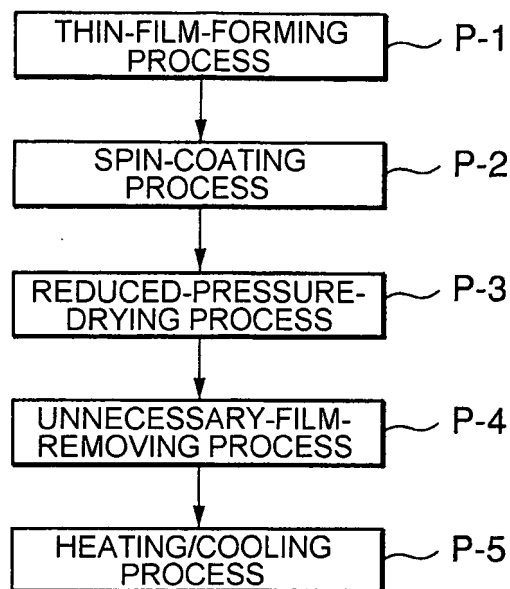 THIN-FILM-FORMING
PROCESS
P-1
SPIN-COATING
PROCESS
P-2
REDUCED-PRESSURE-
DRYING PROCESS
P-3
UNNECESSARY-FILM-
REMOVING PROCESS
P-4
HEATING/COOLING
PROCESS
P-5